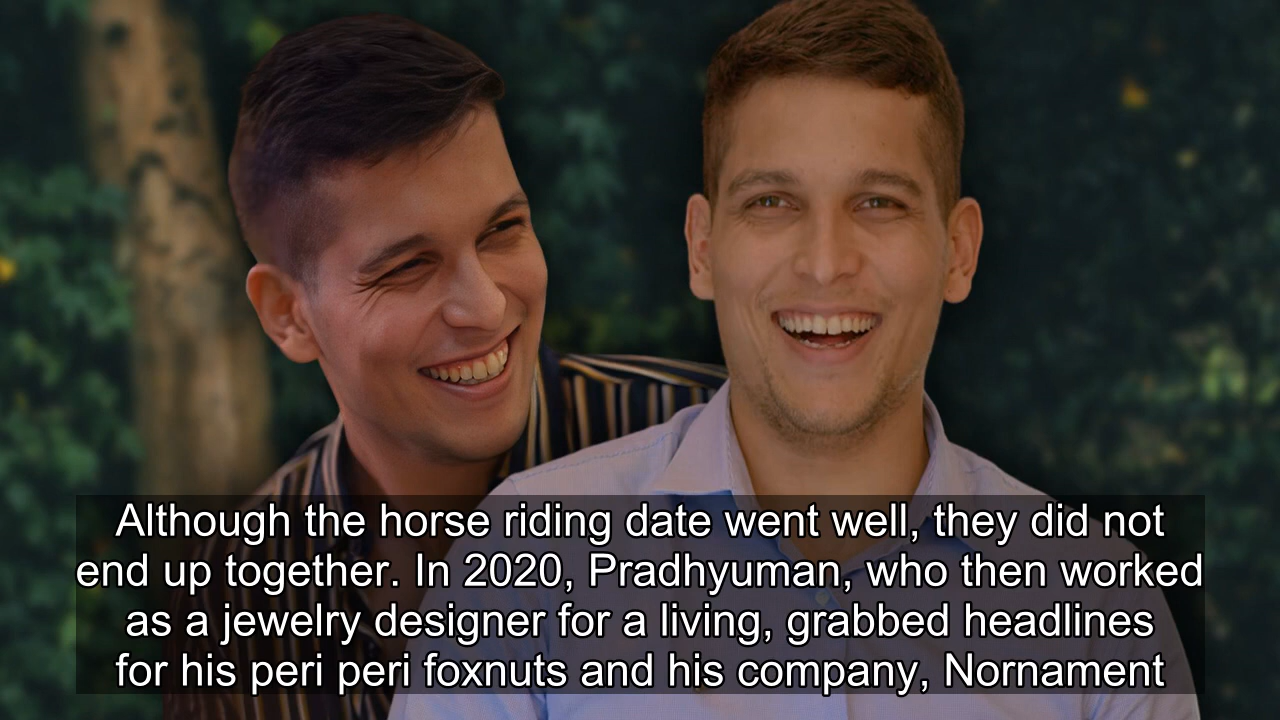 Although the horse riding date went well, they did not
end up together. In 2020, Pradhyuman, who then worked
as a jewelry designer for a living, grabbed headlines
for his peri peri foxnuts and his company, Nornament